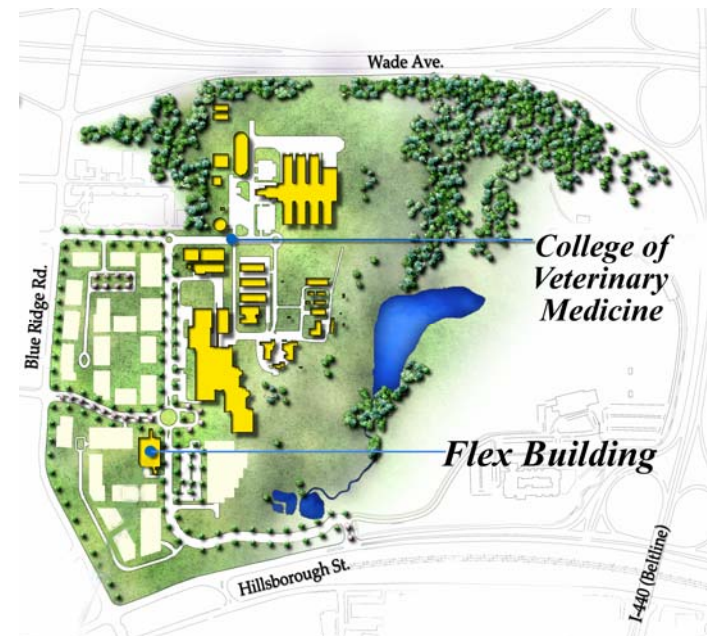 Wade Ave.
College of
Veterinary
Medicine
Blue Ridge Rd.
Flex Building
Hillsborough St.
I-440 (Beltline)